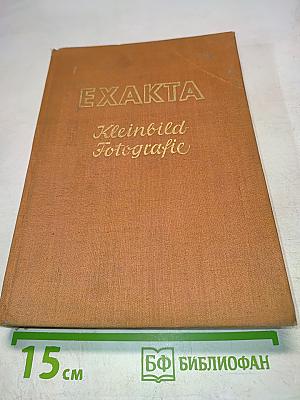 EXAKTA
Kleinbild-
Fotografie
15 см
БФ БИБЛИОФАН